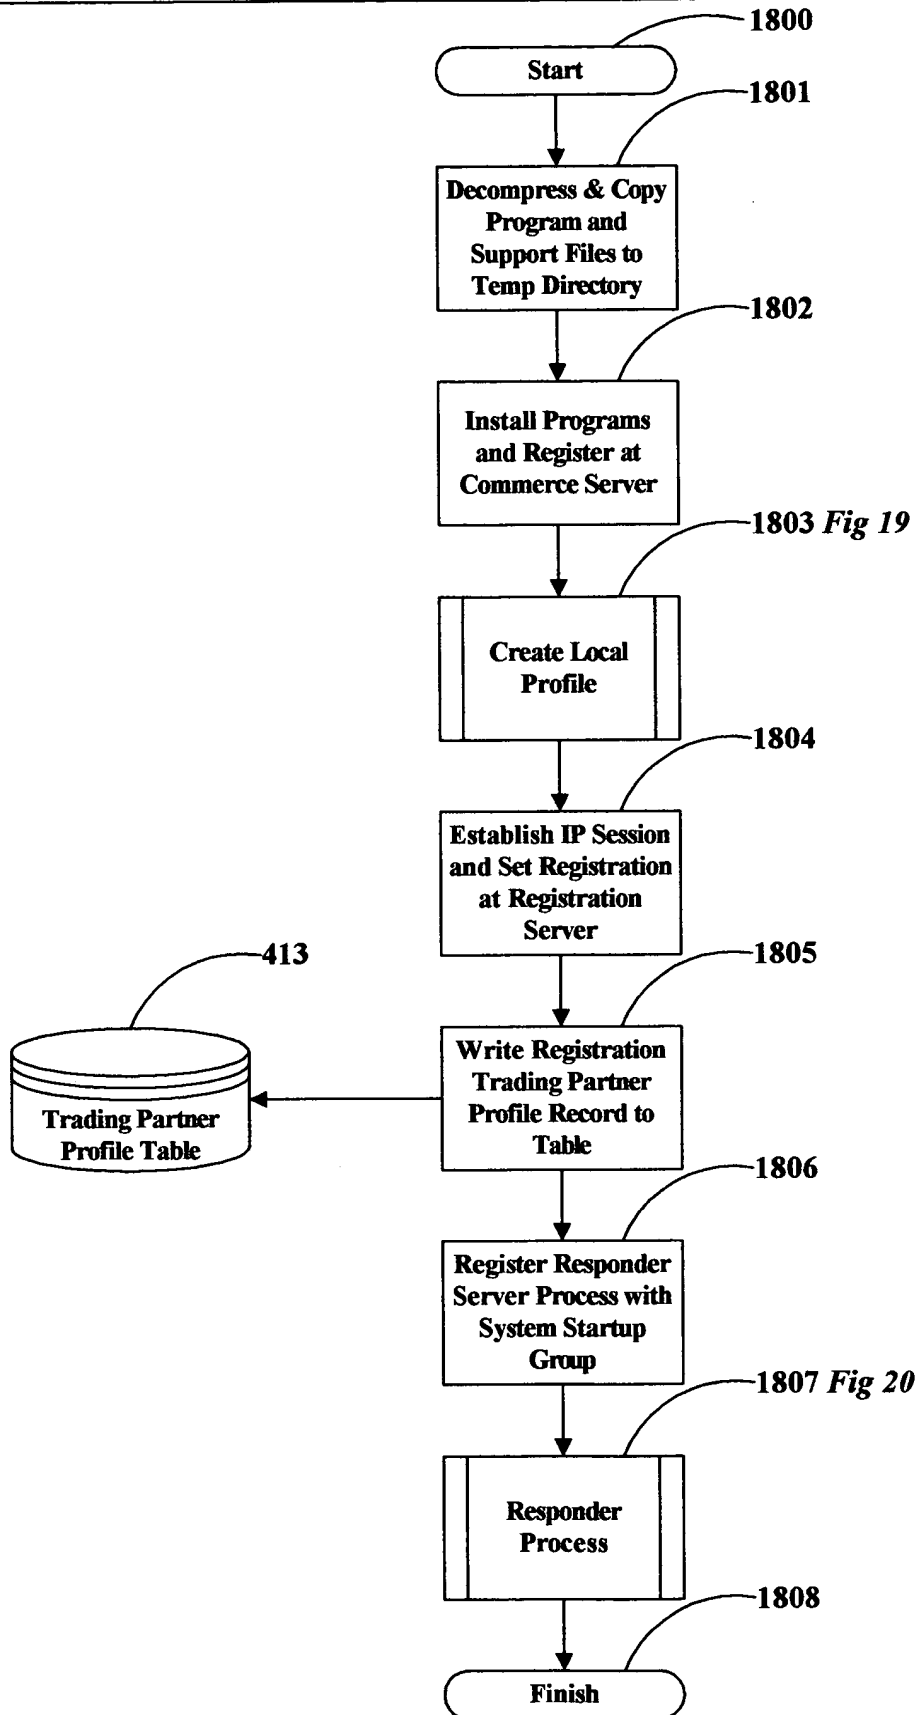 1800
Start
1801
Decompress & Copy
Program and
Support Files to
Temp Directory
1802
Install Programs
and Register at
Commerce Server
1803 Fig 19
Create Local
Profile
1804
Establish IP Session
and Set Registration
at Registration
Server
413
1805
Write Registration
Trading Partner
Profile Record to
Table
Trading Partner
Profile Table
1806
Register Responder
Server Process with
System Startup
Group
1807 Fig 20
Responder
Process
1808
Finish